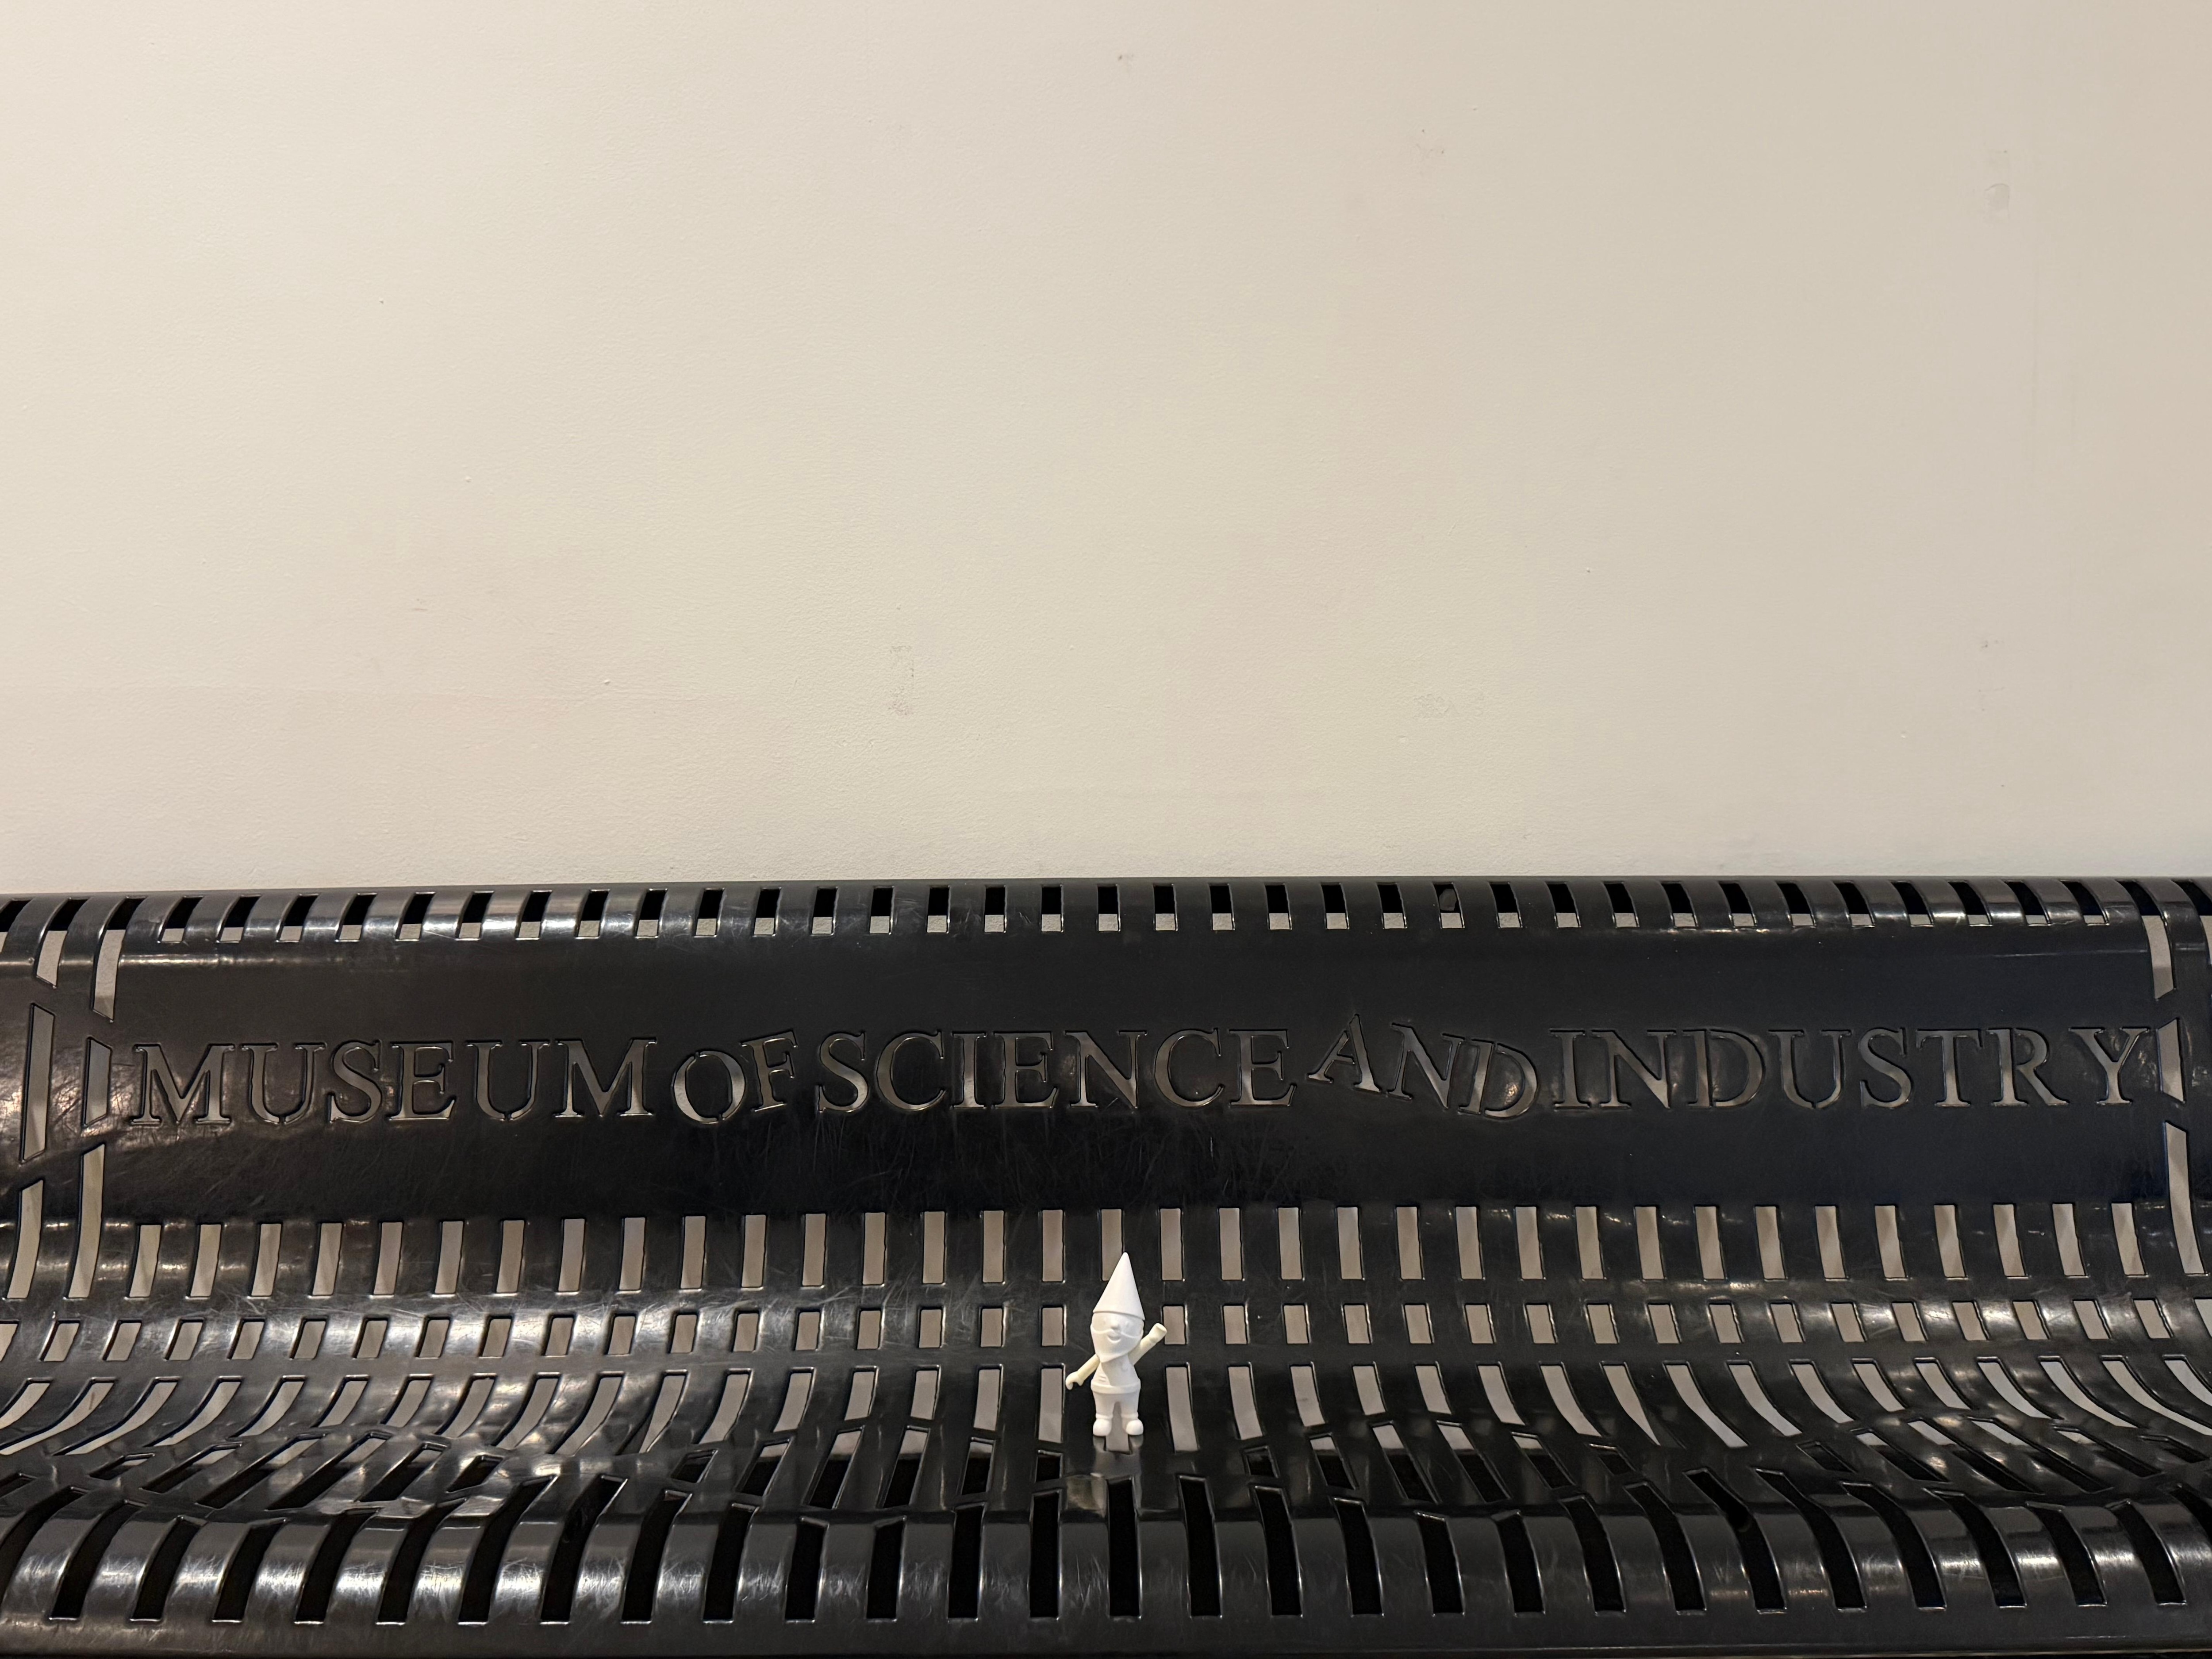 MUSEUM OF SCIENCE AND INDUSTRY